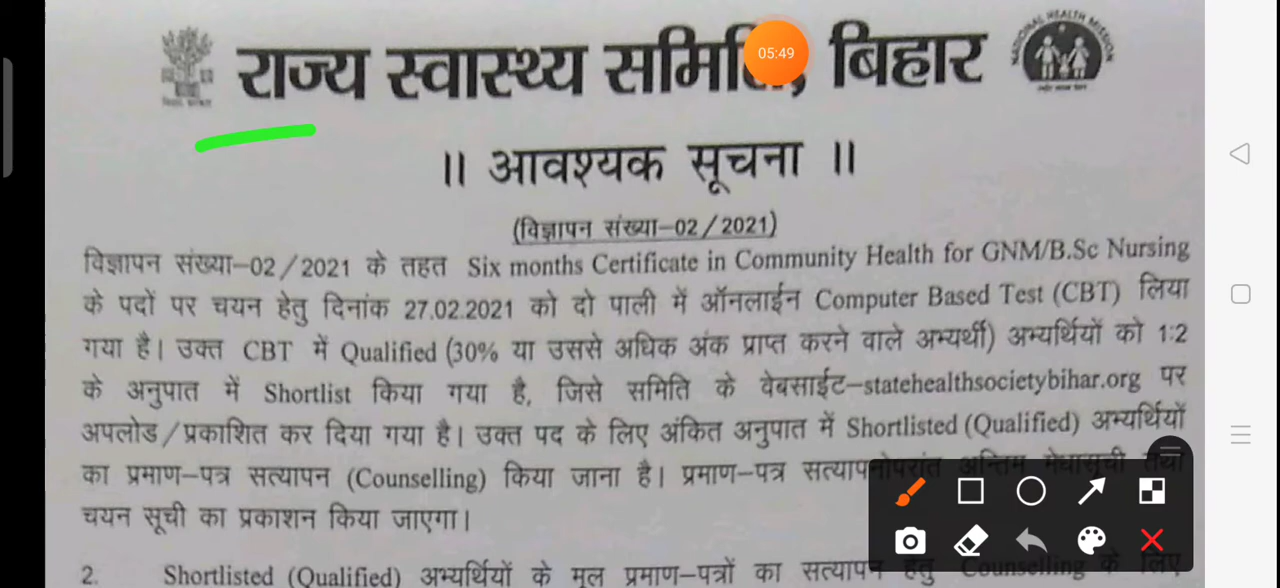 राज्य स्वास्थ्य समिति, बिहार
05:49
NATIONAL HEALTH MISSION
|| आवश्यक सूचना ||
(विज्ञापन संख्या-02/2021)
विज्ञापन संख्या-02/2021 के तहत Six months Certificate in Community Health for GNM/B.Sc Nursing
के पदों पर चयन हेतु दिनांक 27.02.2021 को दो पाली में ऑनलाईन Computer Based Test (CBT) लिया
गया है। उक्त CBT में Qualified (30% या उससे अधिक अंक प्राप्त करने वाले अभ्यर्थी) अभ्यर्थियों को 1:2
के अनुपात में Shortlist किया गया है, जिसे समिति के वेबसाईट-statehealthsocietybihar.org पर
अपलोड/प्रकाशित कर दिया गया है। उक्त पद के लिए अंकित अनुपात में Shortlisted (Qualified) अभ्यर्थियों
का प्रमाण-पत्र सत्यापन (Counselling) किया जाना है। प्रमाण-पत्र सत्यापनोपरांत अन्तिम मेधासूची तथा
चयन सूची का प्रकाशन किया जाएगा।
2. Shortlisted (Qualified) अभ्यर्थियों के मूल प्रमाण-पत्रों का सत्यापन हेतु Counselling के लिए